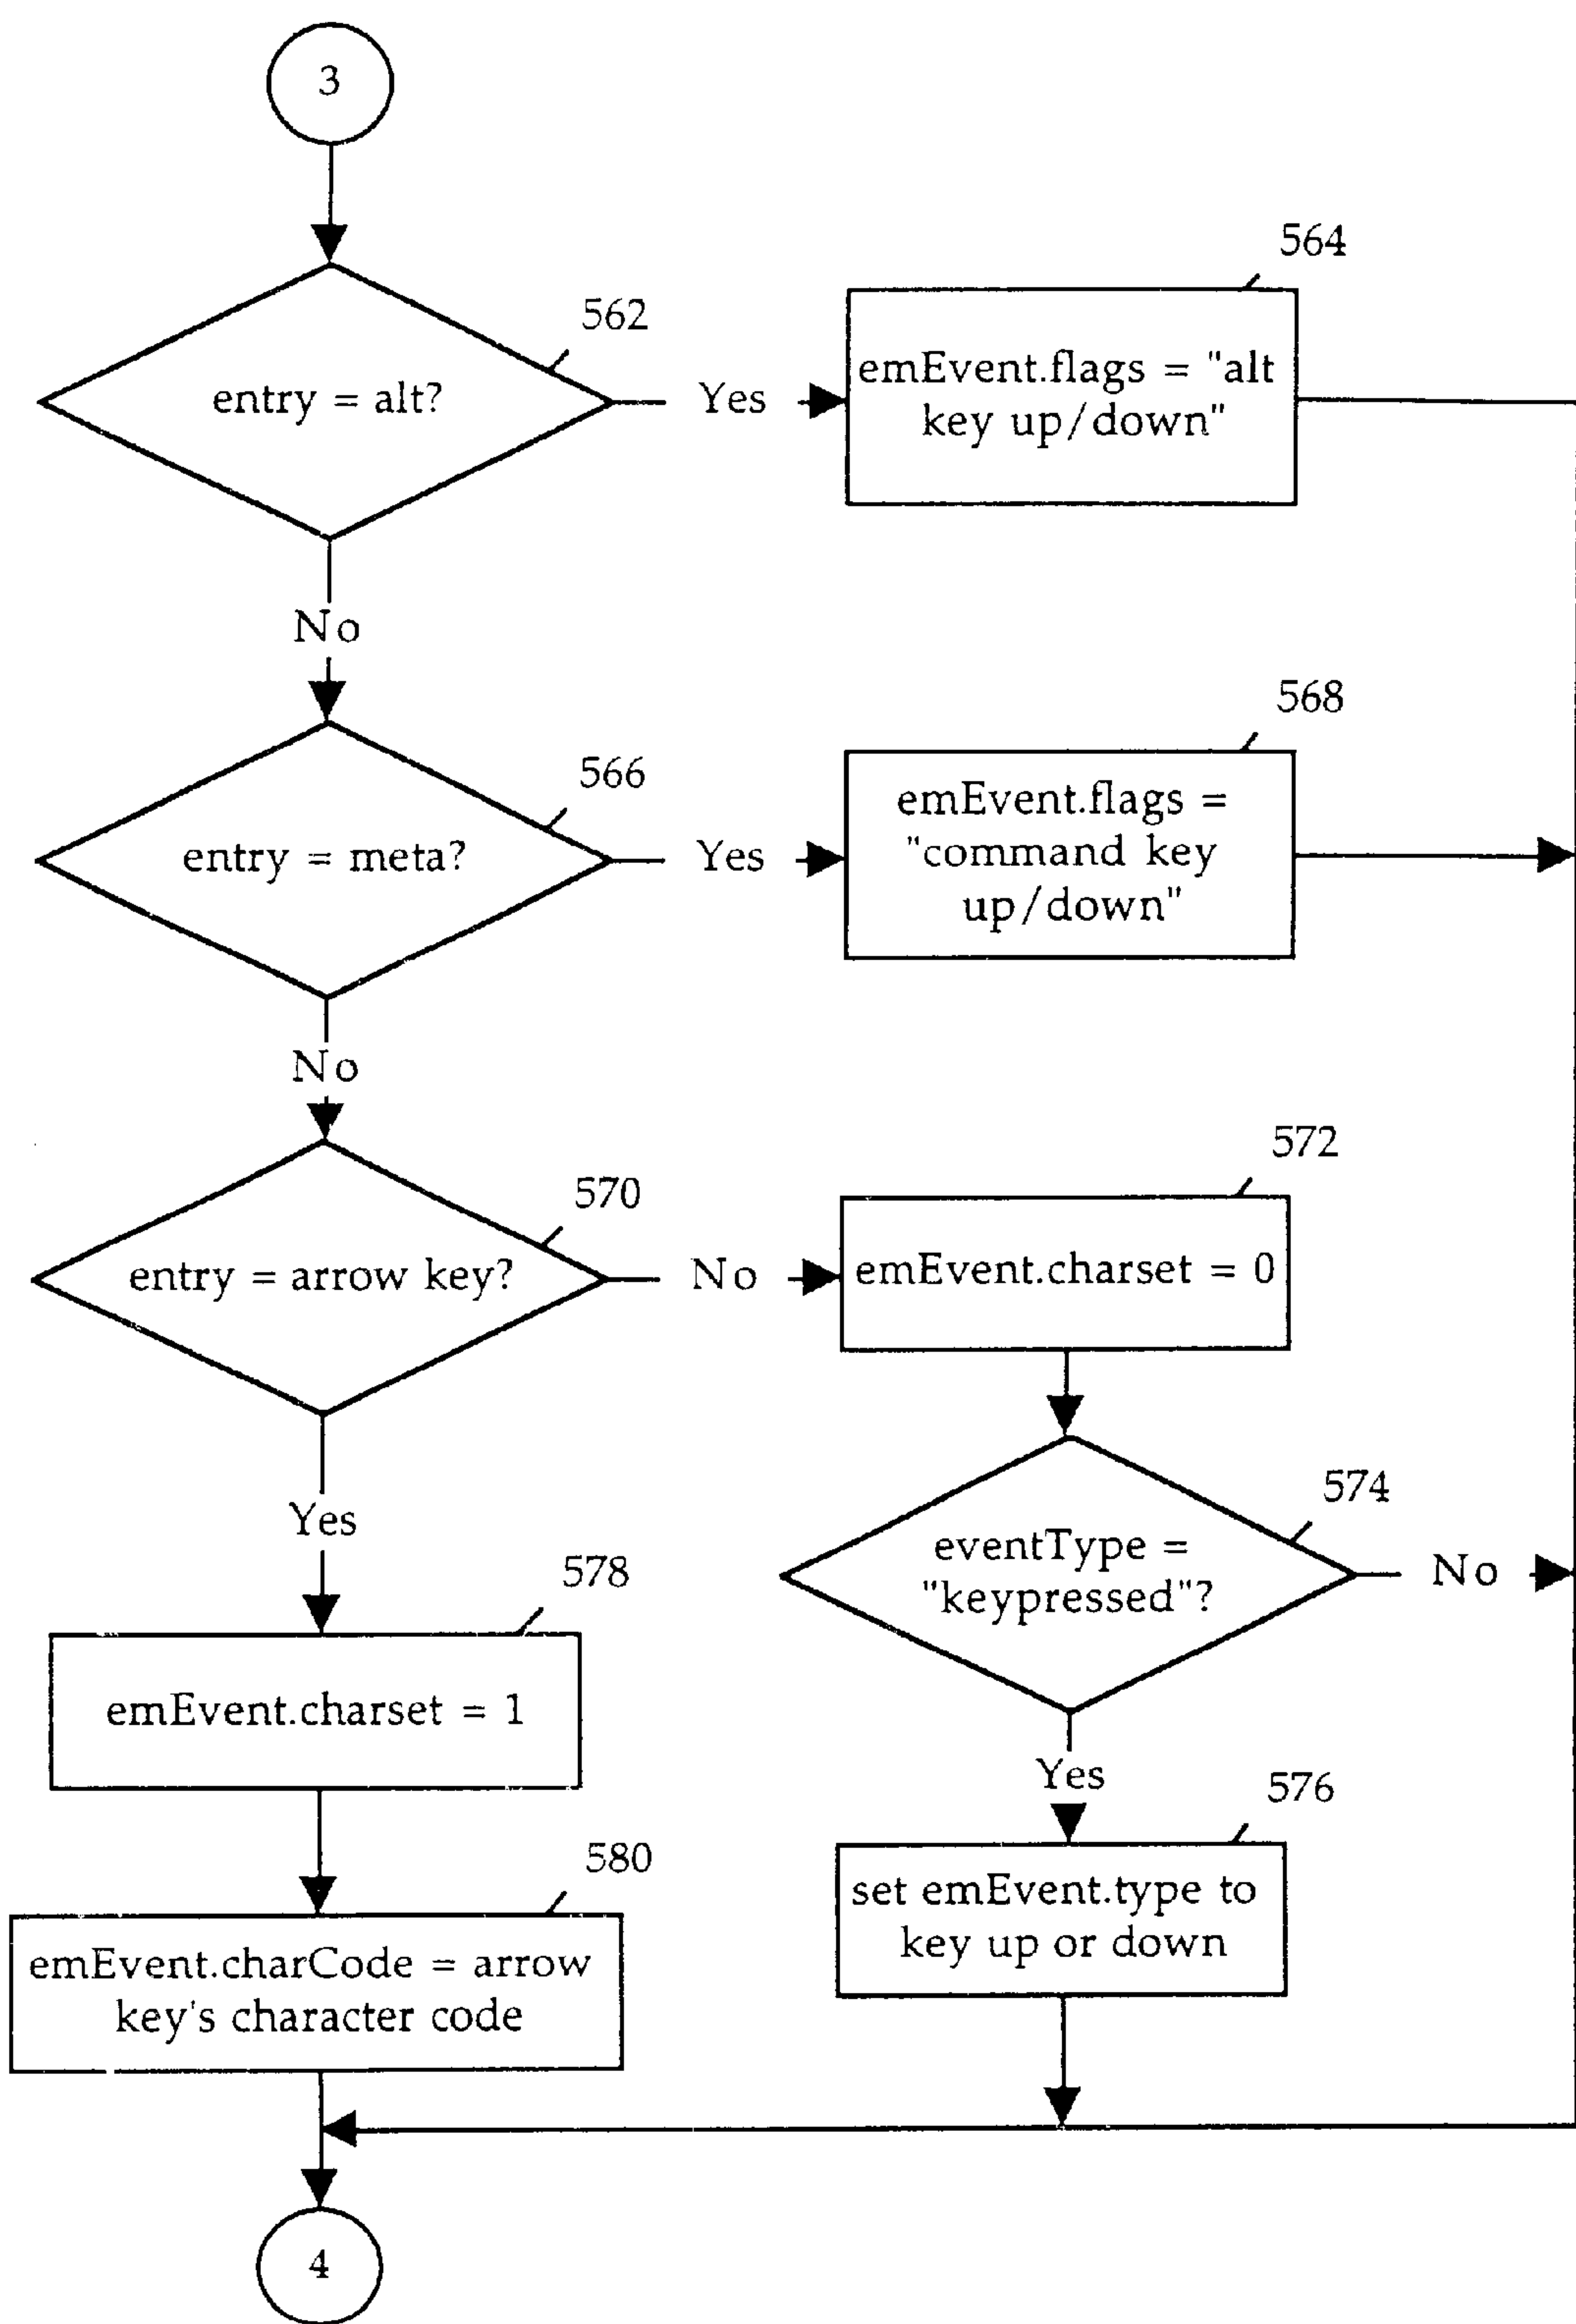 3
564
562
emEvent.flags = "alt
key up/down"
entry = alt?
Yes
No
568
566
emEvent.flags =
"command key
up/down"
entry = meta?
Yes
No
572
570
emEvent.charset = 0
entry = arrow key?
No
Yes
574
eventType =
"keypressed"?
No
578
emEvent.charset = 1
Yes
576
set emEvent.type to
key up or down
580
emEvent.charCode = arrow
key's character code
4